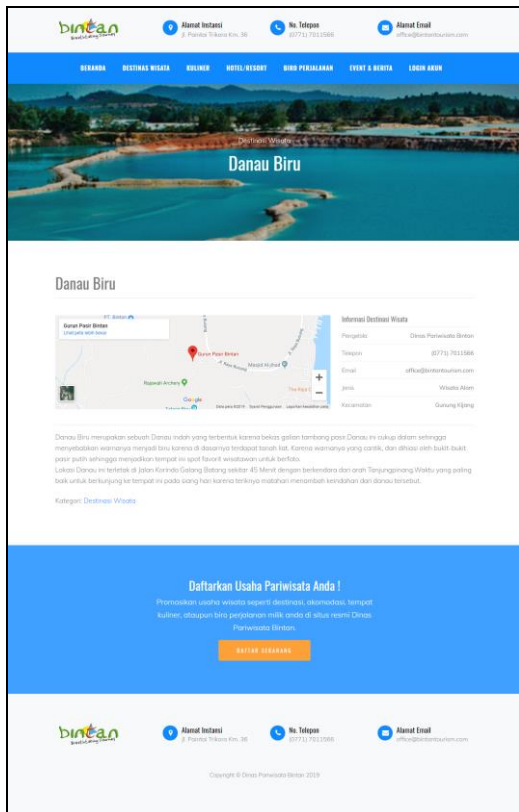 bintan
Alamat Instansi
Jl. Pantai Trikora Km. 36
No. Telepon
(0771) 7011566
Alamat Email
office@bintantourism.com
BERANDA DESTINAS WISATA KULINER HOTEL/RESORT BIRO PERJALANAN EVENT & BERITA LOGIN AKUN
Destinasi Wisata
Danau Biru
Danau Biru
Gurun Pasir Bintan
Lihat peta lebih besar
Gurun Pasir Bintan
Masjid Muhad
Rajawali Archery
Google
Informasi Destinasi Wisata
Pengelola Dinas Pariwisata Bintan
Telepon (0771) 7011566
Email office@bintantourism.com
Jenis Wisata Alam
Kecamatan Gunung Kijang
Danau Biru merupakan sebuah Danau indah yang terbentuk karena bekas galian tambang pasir.Danau ini cukup dalam sehingga
menyebabkan warnanya menjadi biru karena di dasarnya terdapat tanah liat. Karena warnanya yang cantik, dan dihiasi oleh bukit-bukit
pasir putih sehingga menjadikan tempat ini spot favorit wisatawan untuk berfoto.
Lokasi Danau ini terletak di Jalan Korindo Galang Batang sekitar 45 Menit dengan berkendara dari arah Tanjungpinang.Waktu yang paling
baik untuk berkunjung ke tempat ini pada siang hari karena teriknya matahari menambah keindahan dari danau tersebut.
Kategori: Destinasi Wisata
Daftarkan Usaha Pariwisata Anda !
Promosikan usaha wisata seperti destinasi, akomodasi, tempat
kuliner, ataupun biro perjalanan milik anda di situs resmi Dinas
Pariwisata Bintan.
DAFTAR SEKARANG
bintan
Alamat Instansi
Jl. Pantai Trikora Km. 36
No. Telepon
(0771) 7011566
Alamat Email
office@bintantourism.com
Copyright © Dinas Pariwisata Bintan 2019